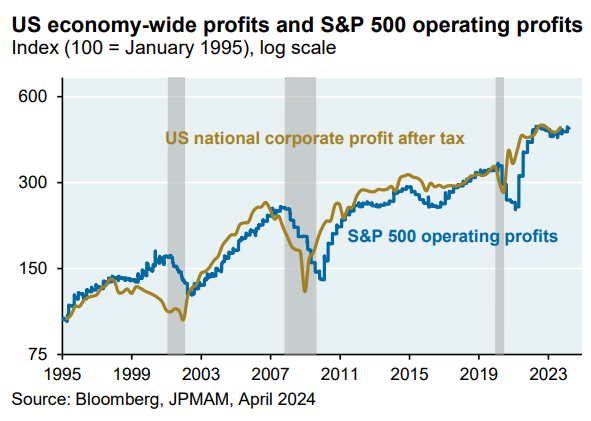 US economy-wide profits and S&P 500 operating profits
Index (100 = January 1995), log scale
600
US national corporate profit after tax
300
S&P 500 operating profits
150
75
1995 1999 2003 2007 2011 2015 2019 2023
Source: Bloomberg, JPMAM, April 2024